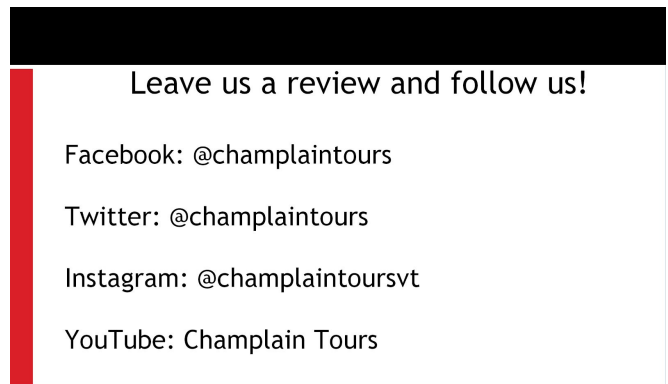 Leave us a review and follow us!
Facebook: @champlaintours
Twitter: @champlaintours
Instagram: @champlaintoursvt
YouTube: Champlain Tours